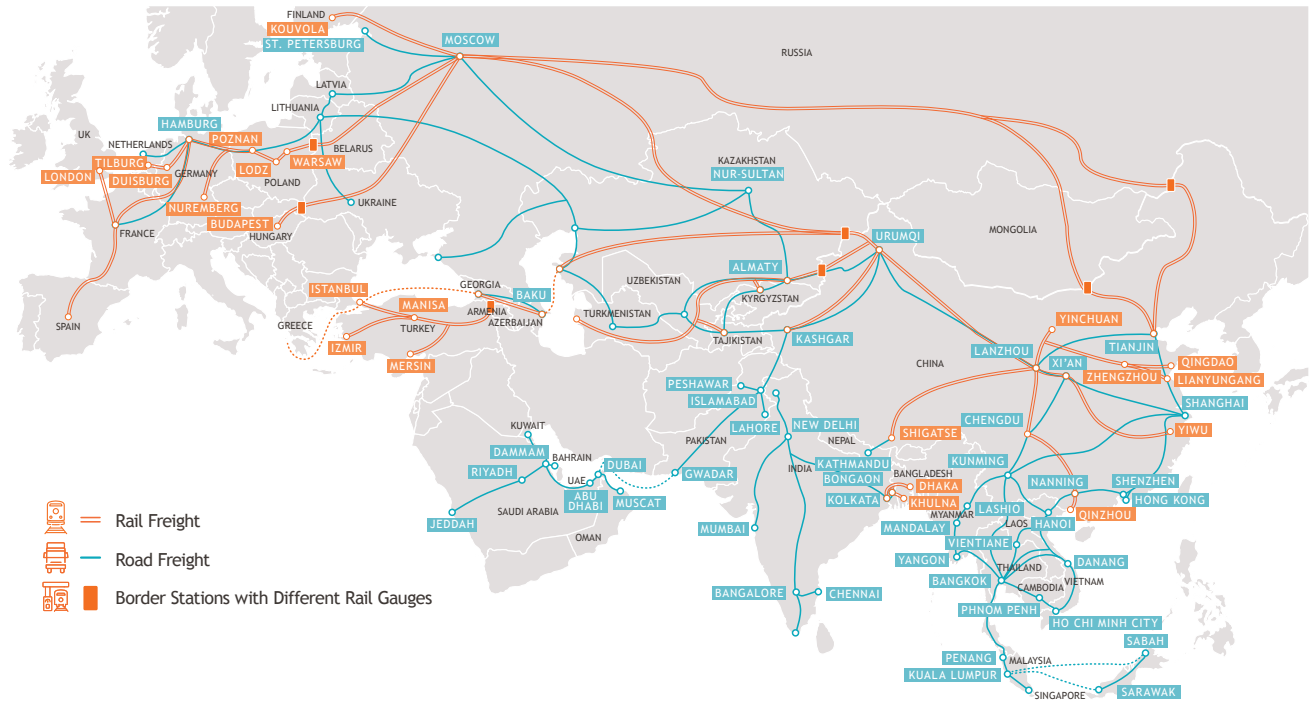 FINLAND
KOUVOLA
ST. PETERSBURG
MOSCOW
RUSSIA
LATVIA
LITHUANIA
UK
HAMBURG
NETHERLANDS
POZNAN
BELARUS
TILBURG
LONDON
DUISBURG
GERMANY
LODZ
WARSAW
POLAND
KAZAKHSTAN
NUR-SULTAN
NUREMBERG
UKRAINE
BUDAPEST
HUNGARY
FRANCE
MONGOLIA
URUMQI
ALMATY
UZBEKISTAN
KYRGYZSTAN
GEORGIA
ISTANBUL
BAKU
MANISA
ARMENIA
AZERBAIJAN
TURKMENISTAN
SPAIN
GREECE
TURKEY
IZMIR
MERSIN
TAJIKISTAN
KASHGAR
YINCHUAN
LANZHOU
TIANJIN
CHINA
XI'AN
ZHENGZHOU
QINGDAO
LIANYUNGANG
PESHAWAR
ISLAMABAD
SHANGHAI
LAHORE
NEW DELHI
CHENGDU
KUWAIT
PAKISTAN
NEPAL
SHIGATSE
YIWU
DAMMAM
BAHRAIN
DUBAI
RIYADH
GWADAR
INDIA
KATHMANDU
KUNMING
BANGLADESH
BONGAON
UAE
ABU
DHABI
MUSCAT
DHAKA
KOLKATA
KHULNA
NANNING
SHENZHEN
HONG KONG
SAUDI ARABIA
JEDDAH
MYANMAR
LASHIO
QINZHOU
MANDALAY
LAOS
HANOI
MUMBAI
OMAN
VIENTIANE
YANGON
THAILAND
DANANG
BANGKOK
CAMBODIA
VIETNAM
BANGALORE
CHENNAI
PHNOM PENH
HO CHI MINH CITY
SABAH
PENANG
MALAYSIA
KUALA LUMPUR
SINGAPORE
SARAWAK
Rail Freight
Road Freight
Border Stations with Different Rail Gauges